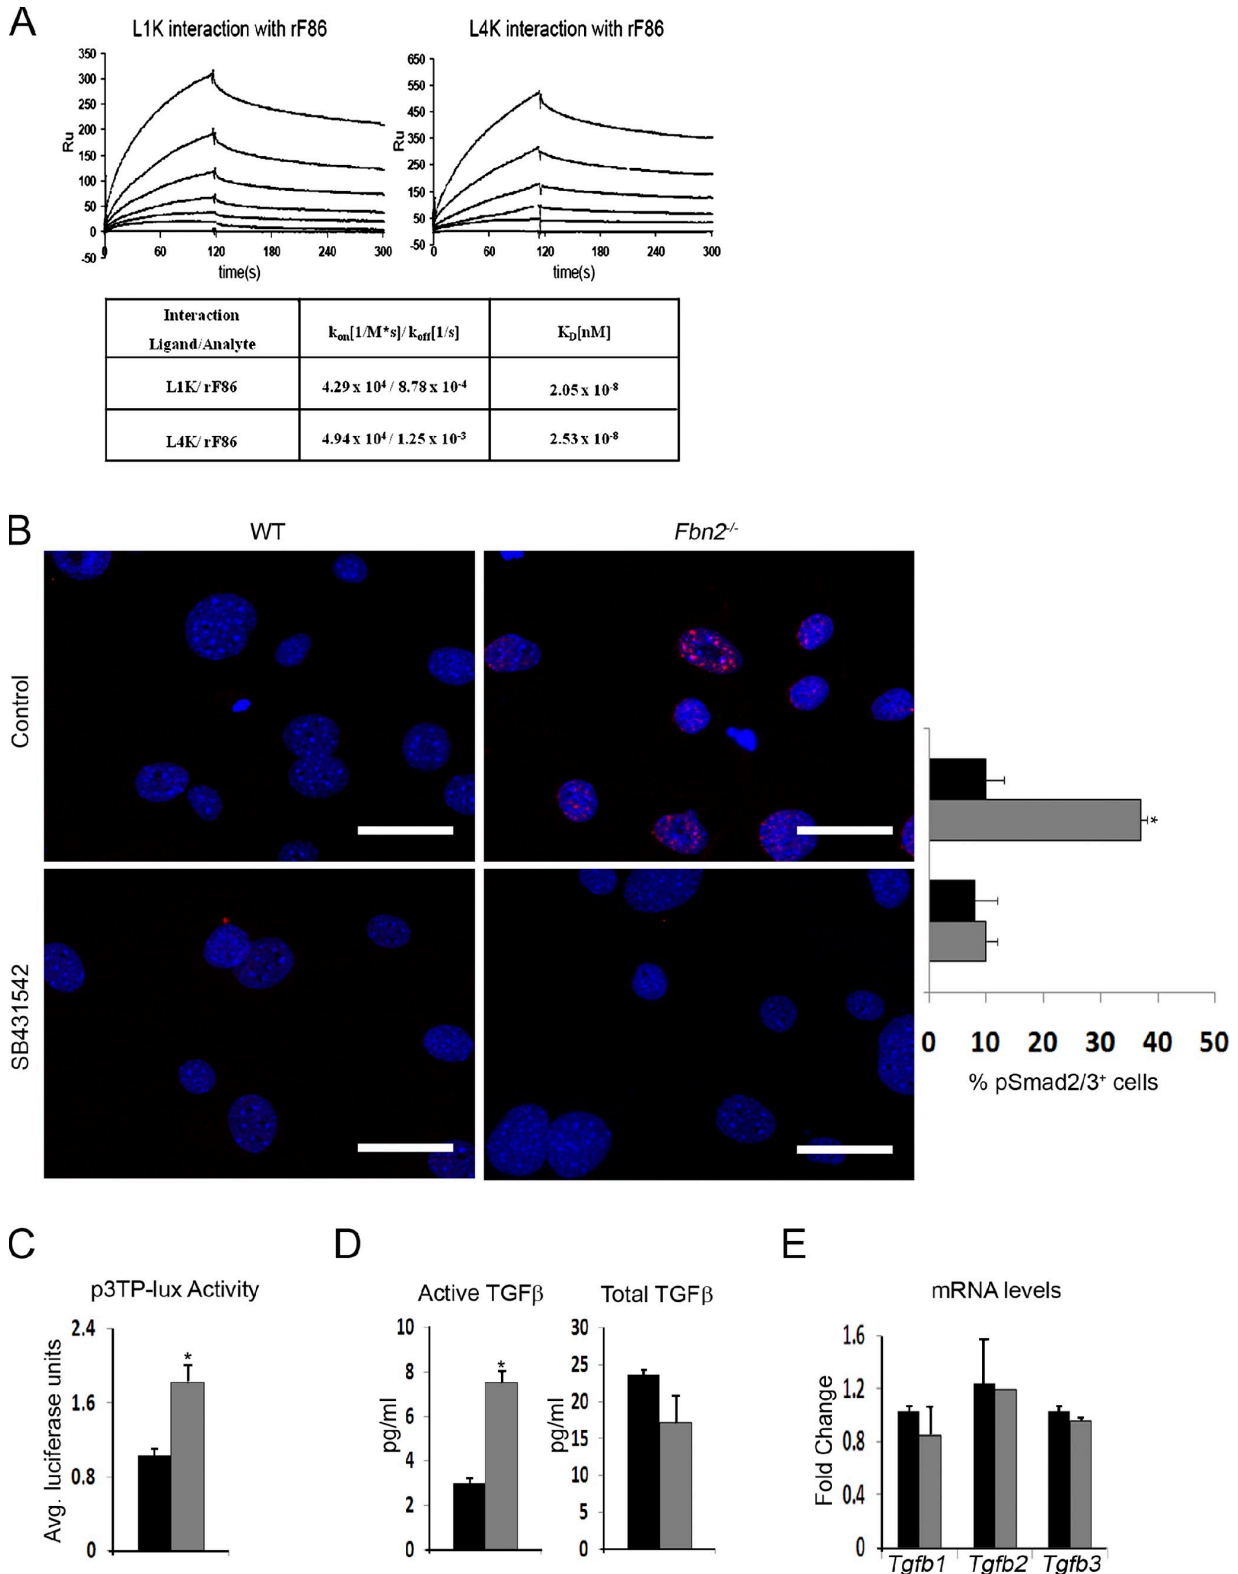 A
L1K interaction with rF86
L4K interaction with rF86
Ru
350
300
250
200
150
100
50
0
-50
0 60 120 180 240 300
time(s)
Ru
650
550
450
350
250
150
50
-50
0 60 120 180 240 300
time(s)
Interaction Ligand/Analyte
kon[1/M*s]/ koff[1/s]
KD[nM]
L1K/ rF86
4.29 x 10⁴ / 8.78 x 10⁻⁴
2.05 x 10⁻⁸
L4K/ rF86
4.94 x 10⁴ / 1.25 x 10⁻³
2.53 x 10⁻⁸
B
WT
Fbn2⁻/⁻
Control
SB431542
*
0 10 20 30 40 50
% pSmad2/3⁺ cells
C
p3TP-lux Activity
Avg. luciferase units
2.4
1.6
0.8
0
*
D
Active TGFβ
pg/ml
10
8
6
4
2
0
*
Total TGFβ
pg/ml
30
25
20
15
10
5
0
E
mRNA levels
Fold Change
1.6
1.2
0.8
0.4
0
Tgfb1 Tgfb2 Tgfb3